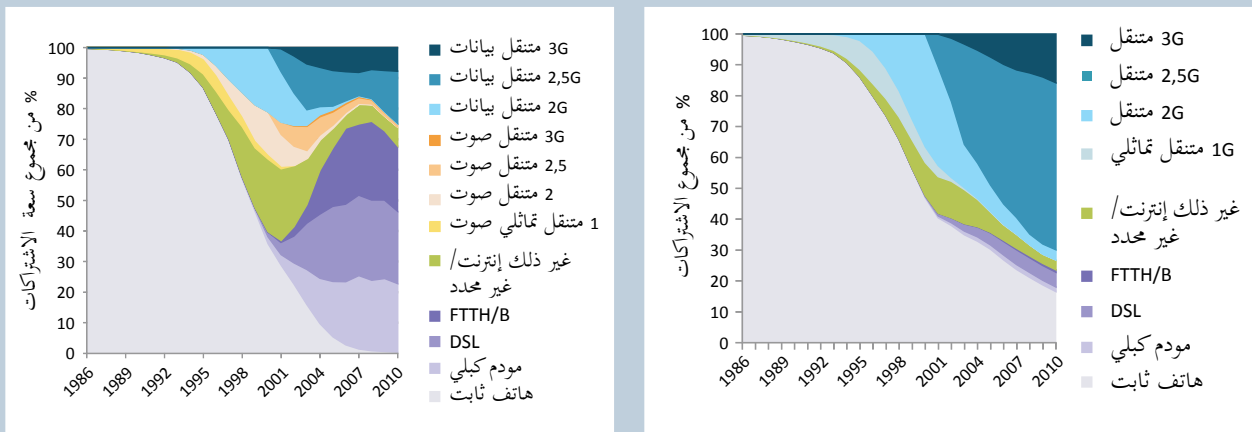 % من مجموع سعة الاشتراكات
100
90
80
70
60
50
40
30
20
10
0
1986
1989
1992
1995
1998
2001
2004
2007
2010
3G متنقل بيانات
2,5G متنقل بيانات
2G متنقل بيانات
3G متنقل صوت
2,5 متنقل صوت
2 متنقل صوت
1 متنقل تماثلي صوت
غير ذلك إنترنت/
غير محدد
FTTH/B
DSL
مودم كبلي
هاتف ثابت
% من مجموع الاشتراكات
100
90
80
70
60
50
40
30
20
10
0
1986
1989
1992
1995
1998
2001
2004
2007
2010
3G متنقل
2,5G متنقل
2G متنقل
1G متنقل تماثلي
غير ذلك إنترنت/
غير محدد
FTTH/B
DSL
مودم كبلي
هاتف ثابت